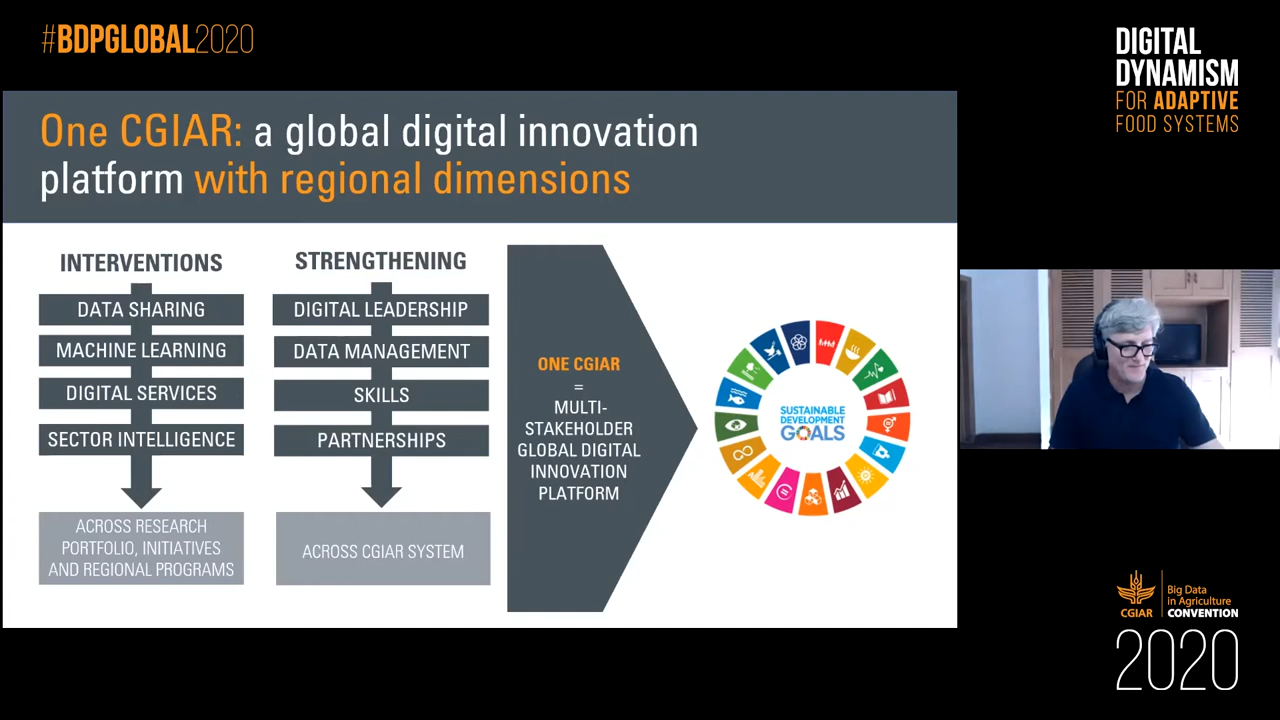 #BDPGLOBAL2020
DIGITAL
DYNAMISM
FOR ADAPTIVE
FOOD SYSTEMS
One CGIAR: a global digital innovation
platform with regional dimensions
INTERVENTIONS
DATA SHARING
MACHINE LEARNING
DIGITAL SERVICES
SECTOR INTELLIGENCE
ACROSS RESEARCH
PORTFOLIO, INITIATIVES
AND REGIONAL PROGRAMS
STRENGTHENING
DIGITAL LEADERSHIP
DATA MANAGEMENT
SKILLS
PARTNERSHIPS
ACROSS CGIAR SYSTEM
ONE CGIAR
=
MULTI-
STAKEHOLDER
GLOBAL DIGITAL
INNOVATION
PLATFORM
SUSTAINABLE
DEVELOPMENT
GOALS
CGIAR
Big Data
in Agriculture
CONVENTION
2020